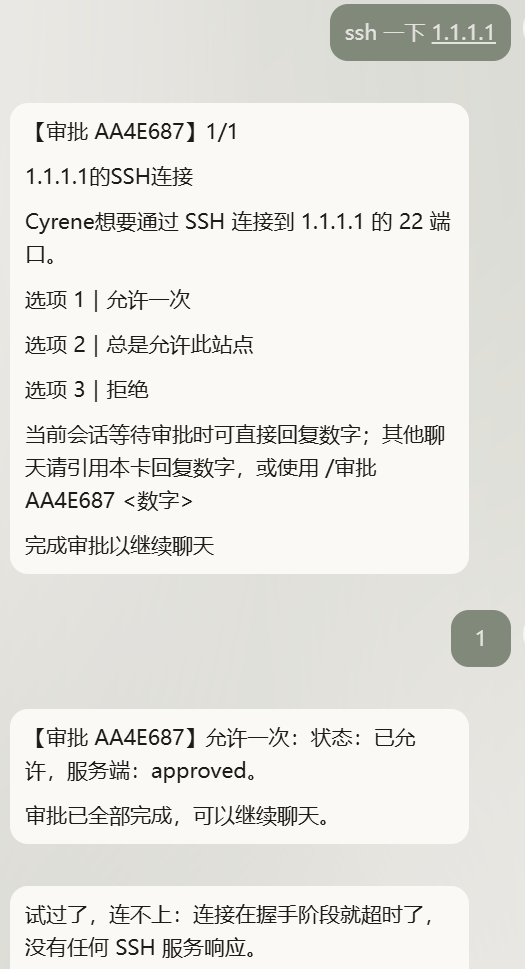 ssh 一下 1.1.1.1
【审批 AA4E687】1/1
1.1.1.1的SSH连接
Cyrene想要通过 SSH 连接到 1.1.1.1 的 22 端
口。
选项 1｜允许一次
选项 2｜总是允许此站点
选项 3｜拒绝
当前会话等待审批时可直接回复数字；其他聊
天请引用本卡回复数字，或使用 /审批
AA4E687 <数字>
完成审批以继续聊天
1
【审批 AA4E687】允许一次：状态：已允
许，服务端：approved。
审批已全部完成，可以继续聊天。
试过了，连不上：连接在握手阶段就超时了，
没有任何 SSH 服务响应。